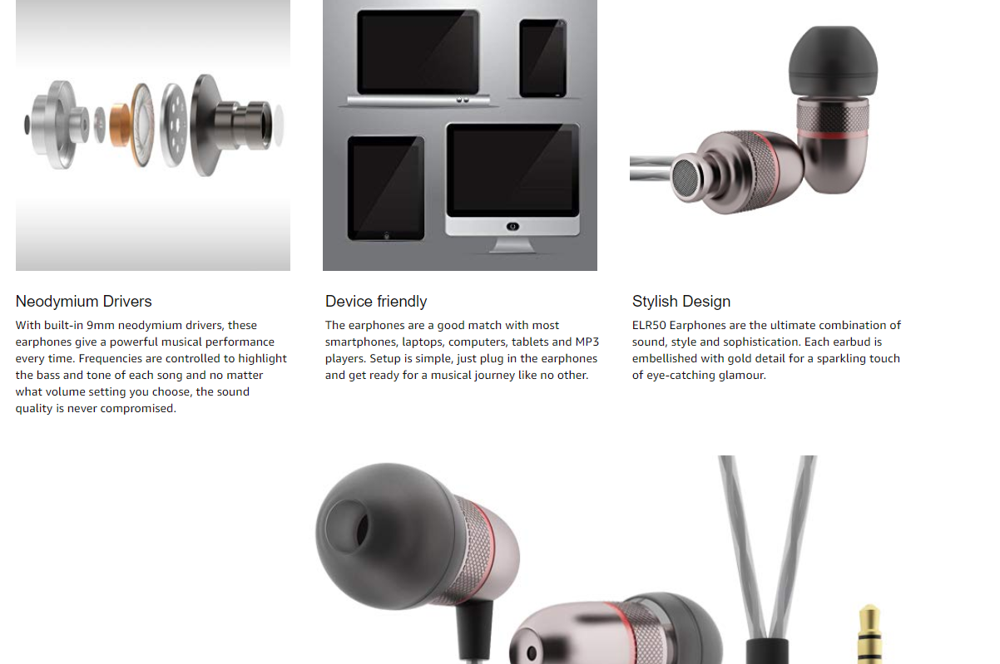 Neodymium Drivers
With built-in 9mm neodymium drivers, these
earphones give a powerful musical performance
every time. Frequencies are controlled to highlight
the bass and tone of each song and no matter
what volume setting you choose, the sound
quality is never compromised.
Device friendly
The earphones are a good match with most
smartphones, laptops, computers, tablets and MP3
players. Setup is simple, just plug in the earphones
and get ready for a musical journey like no other.
Stylish Design
ELR50 Earphones are the ultimate combination of
sound, style and sophistication. Each earbud is
embellished with gold detail for a sparkling touch
of eye-catching glamour.